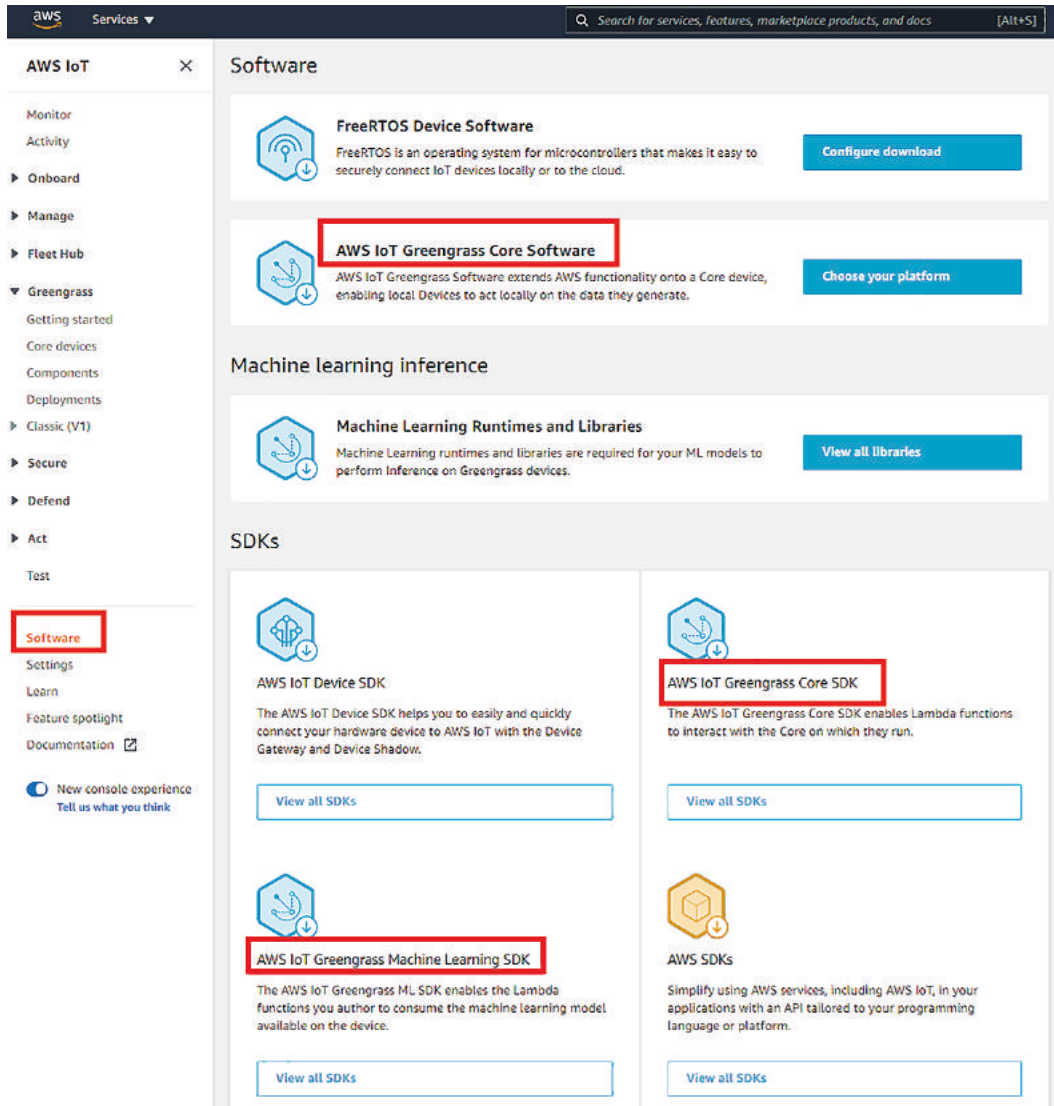 aws Services ▼ Search for services, features, marketplace products, and docs [Alt+S]
AWS IoT ×
Monitor
Activity
Onboard
Manage
Fleet Hub
Greengrass
Getting started
Core devices
Components
Deployments
Classic (V1)
Secure
Defend
Act
Test
Software
Settings
Learn
Feature spotlight
Documentation
New console experience
Tell us what you think
Software
FreeRTOS Device Software
FreeRTOS is an operating system for microcontrollers that makes it easy to
securely connect IoT devices locally or to the cloud.
Configure download
AWS IoT Greengrass Core Software
AWS IoT Greengrass Software extends AWS functionality onto a Core device,
enabling local Devices to act locally on the data they generate.
Choose your platform
Machine learning inference
Machine Learning Runtimes and Libraries
Machine Learning runtimes and libraries are required for your ML models to
perform Inference on Greengrass devices.
View all libraries
SDKs
AWS IoT Device SDK
The AWS IoT Device SDK helps you to easily and quickly
connect your hardware device to AWS IoT with the Device
Gateway and Device Shadow.
View all SDKs
AWS IoT Greengrass Core SDK
The AWS IoT Greengrass Core SDK enables Lambda functions
to interact with the Core on which they run.
View all SDKs
AWS IoT Greengrass Machine Learning SDK
The AWS IoT Greengrass ML SDK enables the Lambda
functions you author to consume the machine learning model
available on the device.
View all SDKs
AWS SDKs
Simplify using AWS services, including AWS IoT, in your
applications with an API tailored to your programming
language or platform.
View all SDKs